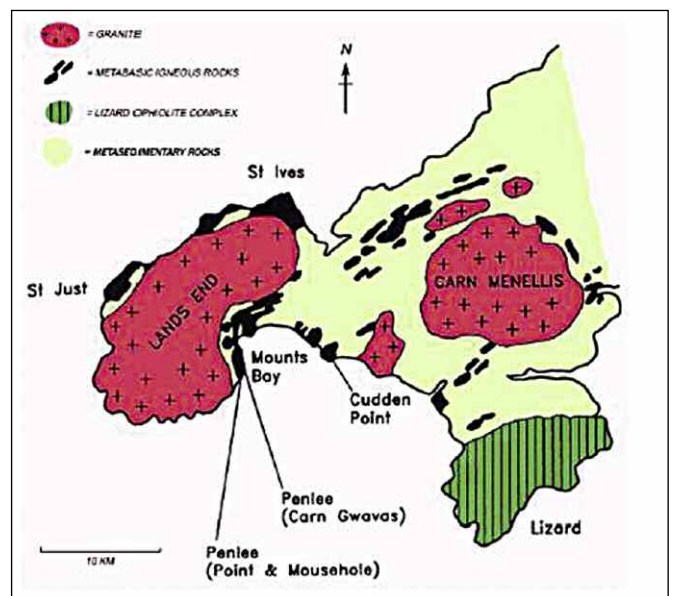 = GRANITE
= METABASIC IGNEOUS ROCKS
= LIZARD OPHIOLITE COMPLEX
= METASEDIMENTARY ROCKS
N
St Ives
St Just
LANDS END
CARN MENELLIS
Mounts
Bay
Cudden
Point
Penlee
(Carn Gwavas)
Lizard
Penlee
(Point & Mousehole)
10 KM